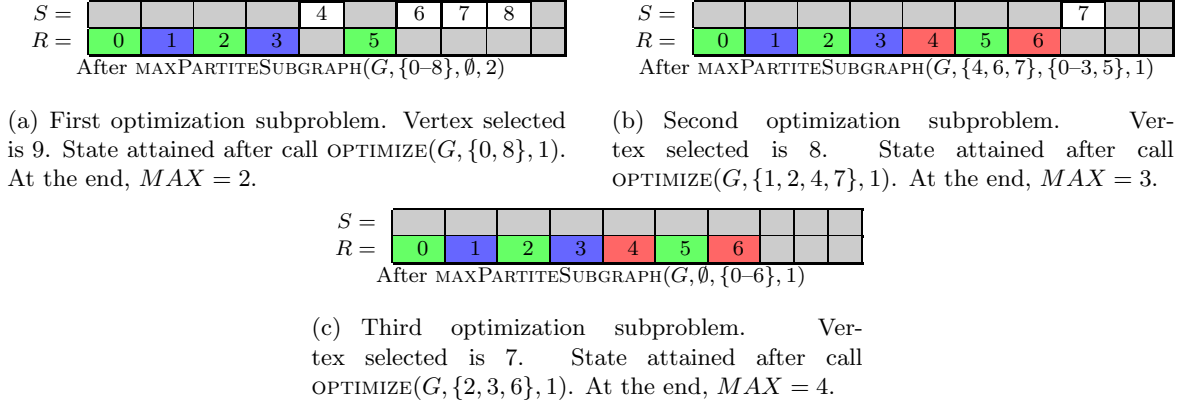 S = 4 6 7 8
R = 0 1 2 3 5
After MAXPARTITESUBGRAPH(G, {0–8}, ∅, 2)
(a) First optimization subproblem. Vertex selected
is 9. State attained after call OPTIMIZE(G, {0, 8}, 1).
At the end, MAX = 2.
S = 7
R = 0 1 2 3 4 5 6
After MAXPARTITESUBGRAPH(G, {4, 6, 7}, {0–3, 5}, 1)
(b) Second optimization subproblem. Ver-
tex selected is 8. State attained after call
OPTIMIZE(G, {1, 2, 4, 7}, 1). At the end, MAX = 3.
S =
R = 0 1 2 3 4 5 6
After MAXPARTITESUBGRAPH(G, ∅, {0–6}, 1)
(c) Third optimization subproblem. Ver-
tex selected is 7. State attained after call
OPTIMIZE(G, {2, 3, 6}, 1). At the end, MAX = 4.